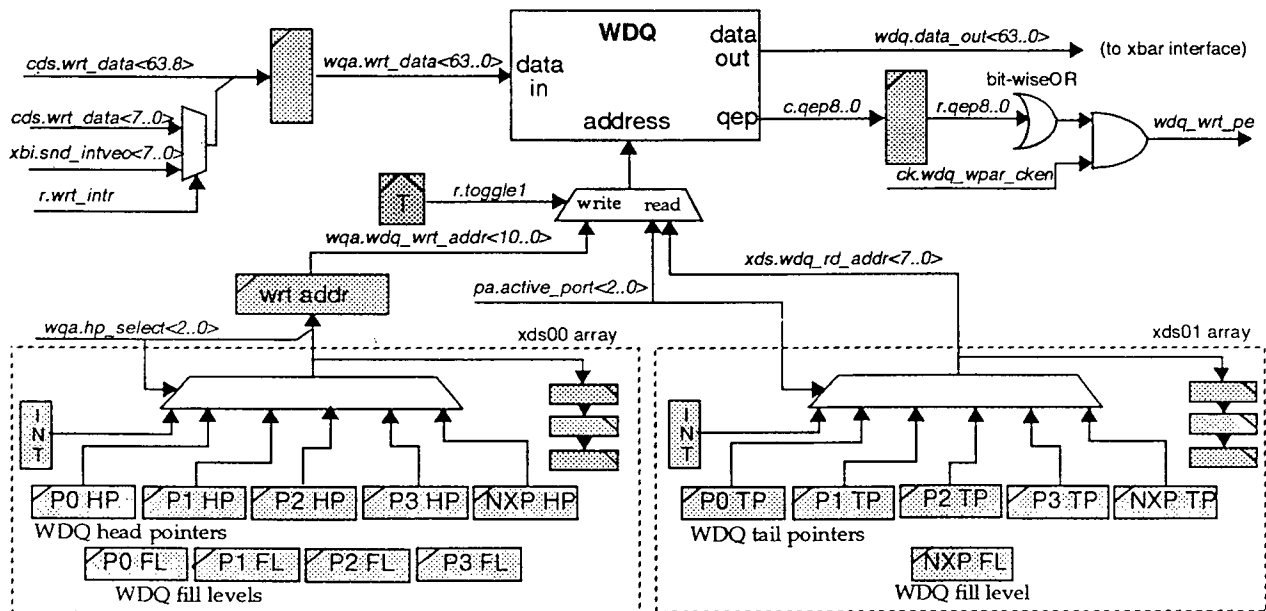 WDQ
data in
data out
address
qep
cds.wrt_data<63.8>
wqa.wrt_data<63..0>
wdq.data_out<63..0>
(to xbar interface)
bit-wiseOR
cds.wrt_data<7..0>
c.qep8..0
r.qep8..0
wdq_wrt_pe
xbi.snd_intveo<7..0>
ck.wdq_wpar_cken
r.wrt_intr
T
r.toggle1
write read
wqa.wdq_wrt_addr<10..0>
xds.wdq_rd_addr<7..0>
wrt addr
pa.active_port<2..0>
wqa.hp_select<2..0>
xds00 array
xds01 array
INT
INT
P0 HP P1 HP P2 HP P3 HP NXP HP
P0 TP P1 TP P2 TP P3 TP NXP TP
WDQ head pointers
WDQ tail pointers
P0 FL P1 FL P2 FL P3 FL
NXP FL
WDQ fill levels
WDQ fill level